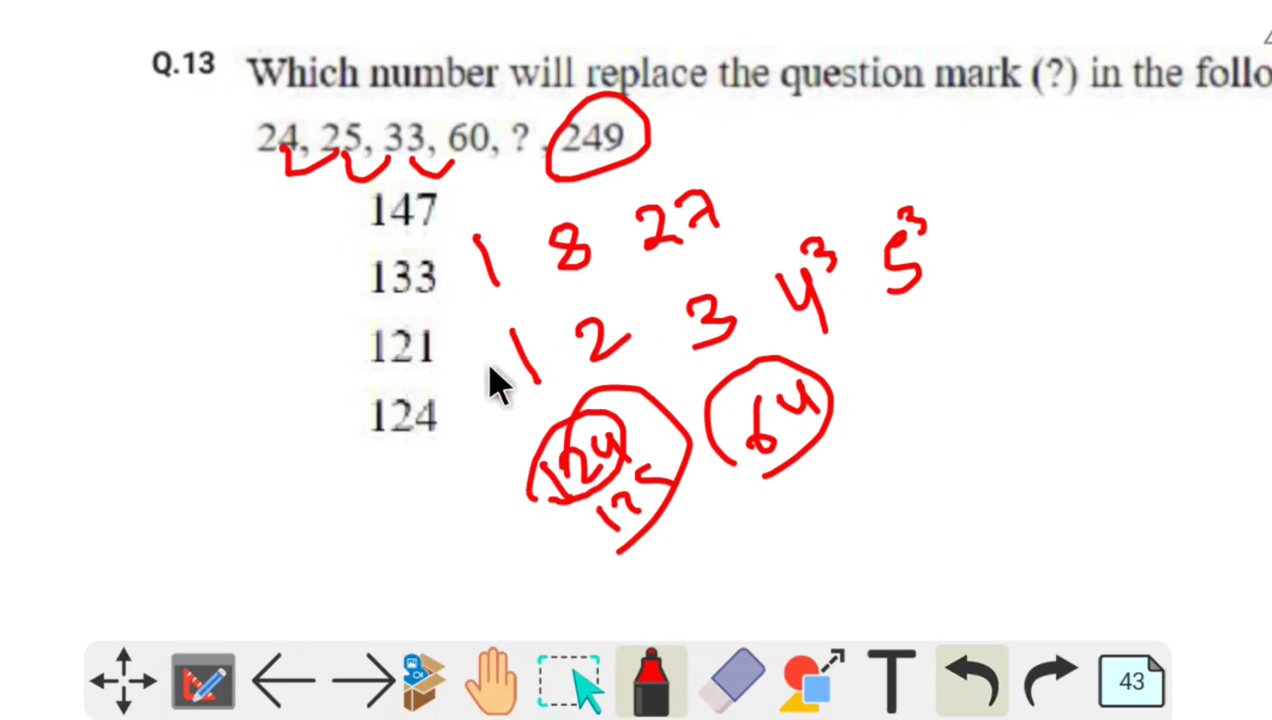 Q.13 Which number will replace the question mark (?) in the follo
24, 25, 33, 60, ? , 249
147
1 8 27
133
4³ 5³
121
1 2 3
124
64
124
125
T
43